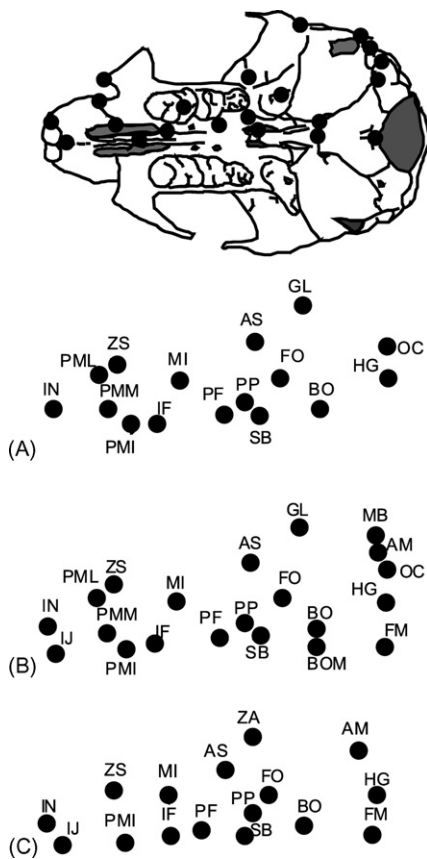 GL
AS
ZS
PML MI FO HG OC
IN PMM PF PP BO
PMI IF SB
(A)
GL MB
AS AM
ZS OC
PML MI FO HG
IN PMM PF PP BO FM
IJ PMI IF SB BOM
(B)
ZA AM
AS
ZS MI FO HG
IN PP
IJ PMI IF PF SB BO FM
(C)